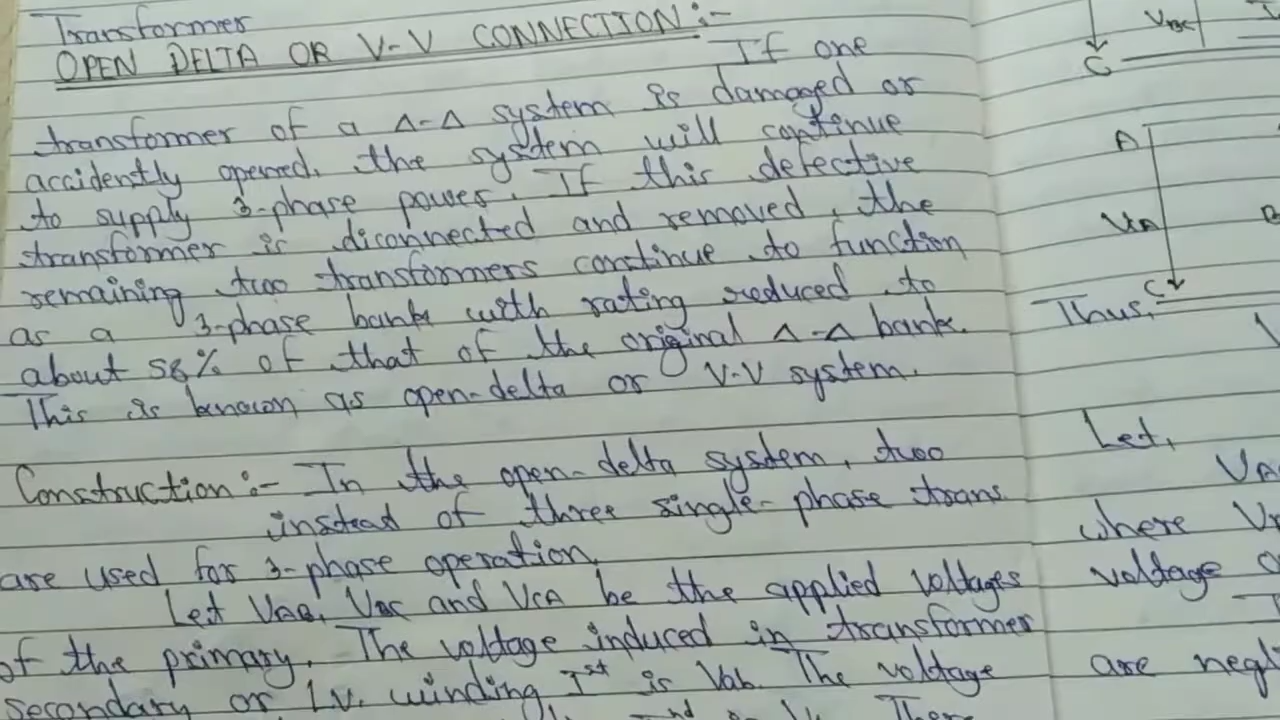 Transformer
OPEN DELTA OR V-V CONNECTION:-
If one
transformer of a Δ-Δ system is damaged or
accidently opened, the system will continue
to supply 3-phase power. If this defective
transformer is diconnected and removed, the
remaining two transformers continue to function
as a 3-phase bank with rating reduced to
about 58% of that of the original Δ-Δ bank.
This is known as open-delta or V-V system.
Construction:- In the open-delta system, two
instead of three single-phase trans.
are used for 3-phase operation.
Let VAB, VBC and VCA be the applied voltages
of the primary. The voltage induced in transformer
secondary or L.V. winding Ist is Vab. The voltage
There
VBC
C
A
VA
C
Thus,
Let,
VA
where V
voltage
are negl